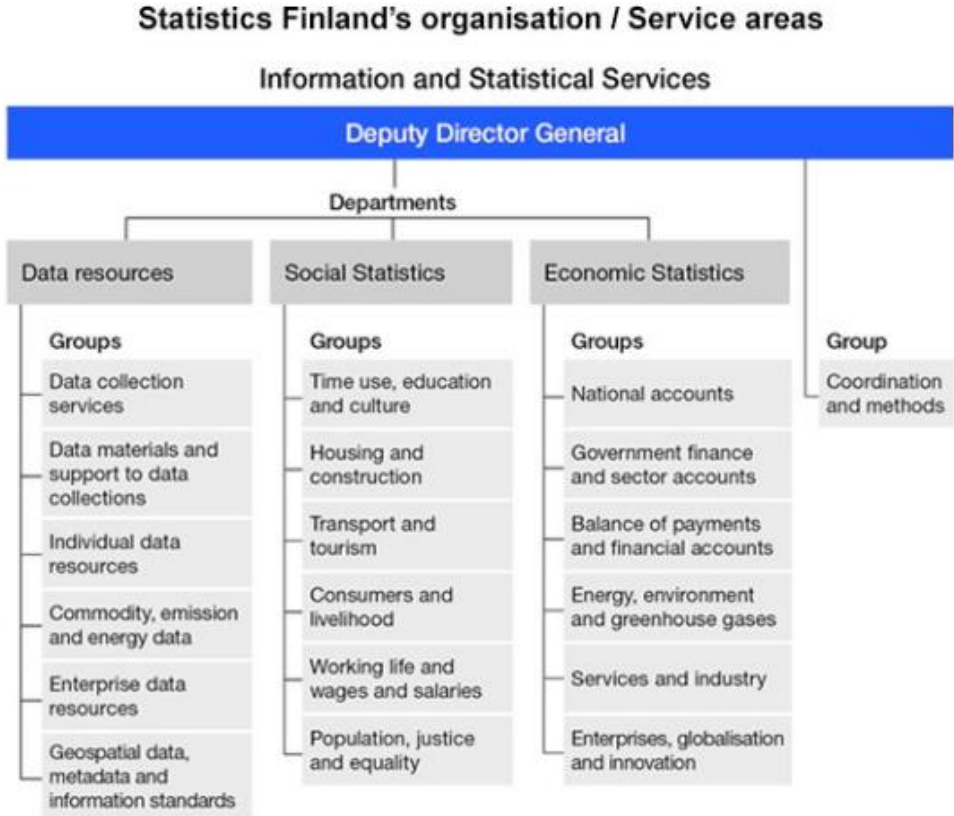 Statistics Finland's organisation / Service areas
Information and Statistical Services
Deputy Director General
Departments
Data resources
Groups
Data collection
services
Data materials and
support to data
collections
Individual data
resources
Commodity, emission
and energy data
Enterprise data
resources
Geospatial data,
metadata and
information standards
Social Statistics
Groups
Time use, education
and culture
Housing and
construction
Transport and
tourism
Consumers and
livelihood
Working life and
wages and salaries
Population, justice
and equality
Economic Statistics
Groups
National accounts
Government finance
and sector accounts
Balance of payments
and financial accounts
Energy, environment
and greenhouse gases
Services and industry
Enterprises, globalisation
and innovation
Group
Coordination
and methods